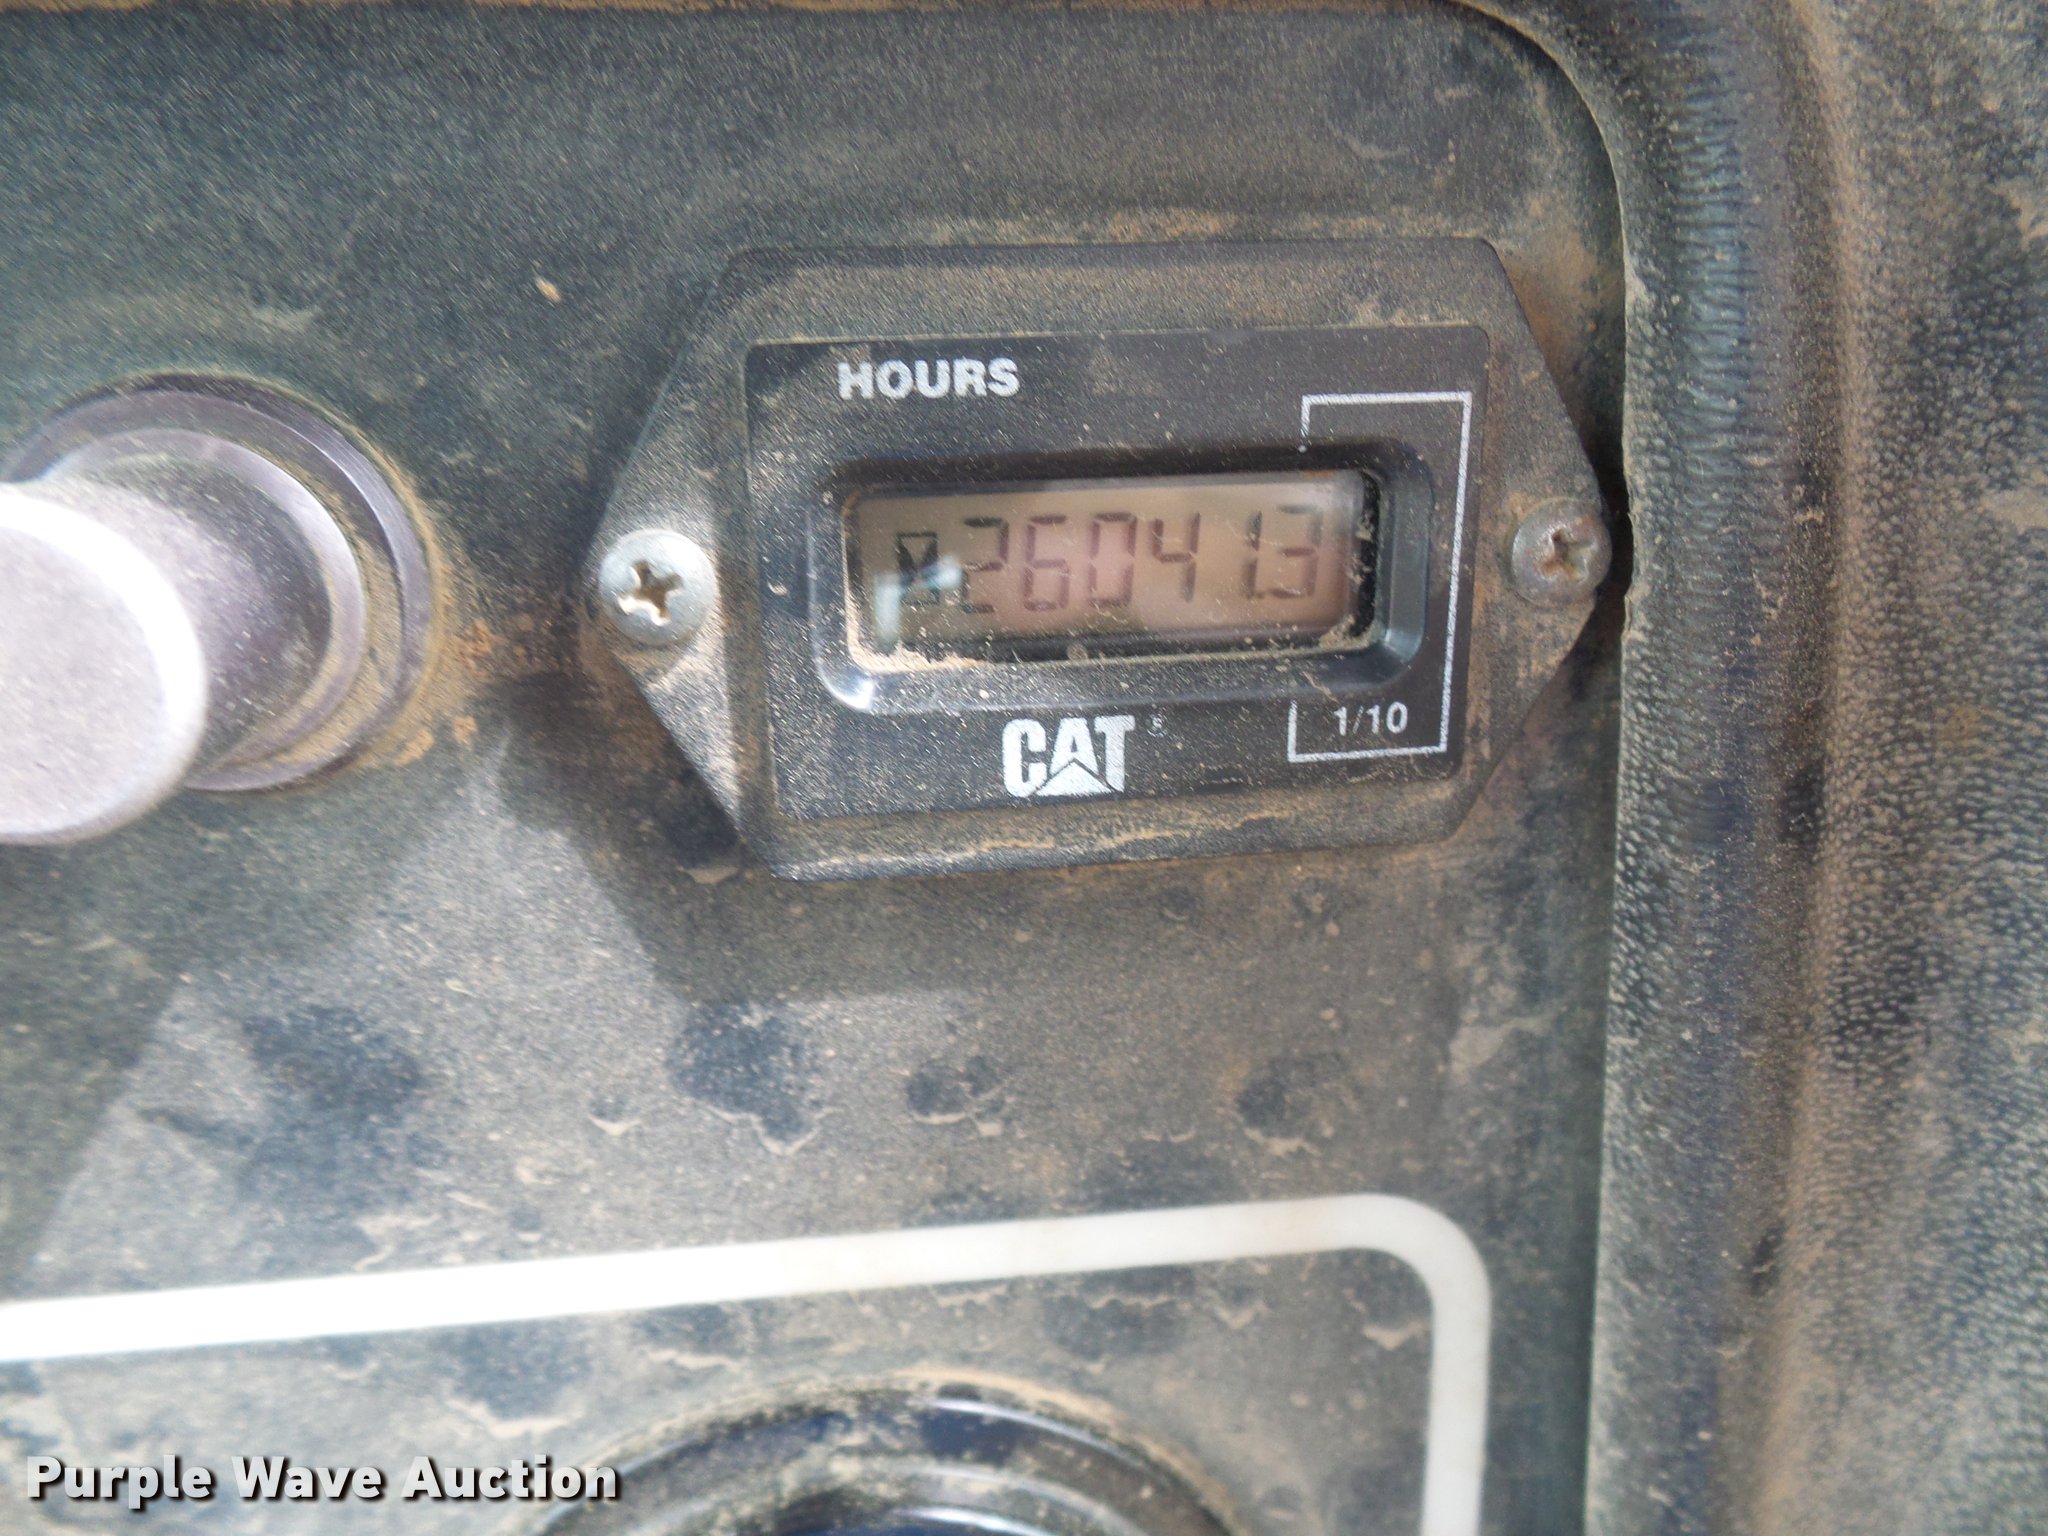 HOURS
26041.3
CAT®
1/10
Purple Wave Auction